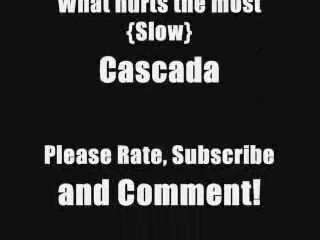 What hurts the most
{Slow}
Cascada
Please Rate, Subscribe
and Comment!